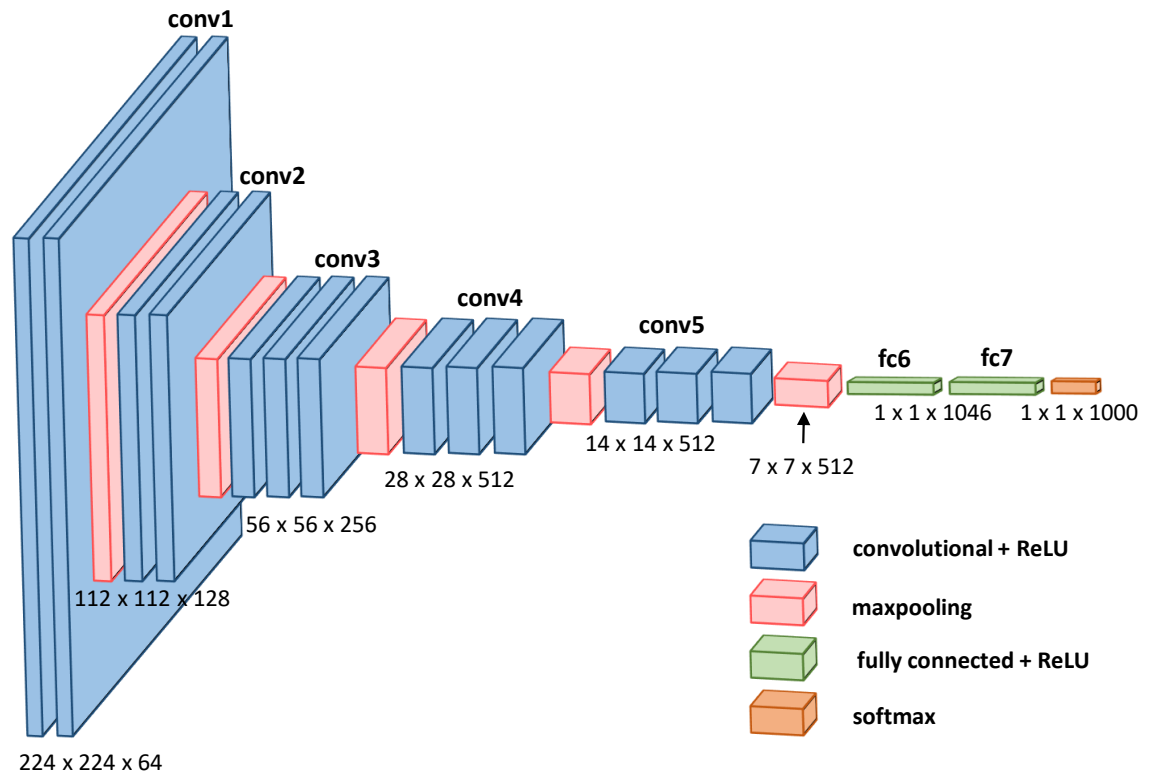 conv1
conv2
conv3
conv4
conv5
fc6
fc7
1 x 1 x 1046
1 x 1 x 1000
14 x 14 x 512
7 x 7 x 512
28 x 28 x 512
56 x 56 x 256
112 x 112 x 128
224 x 224 x 64
convolutional + ReLU
maxpooling
fully connected + ReLU
softmax